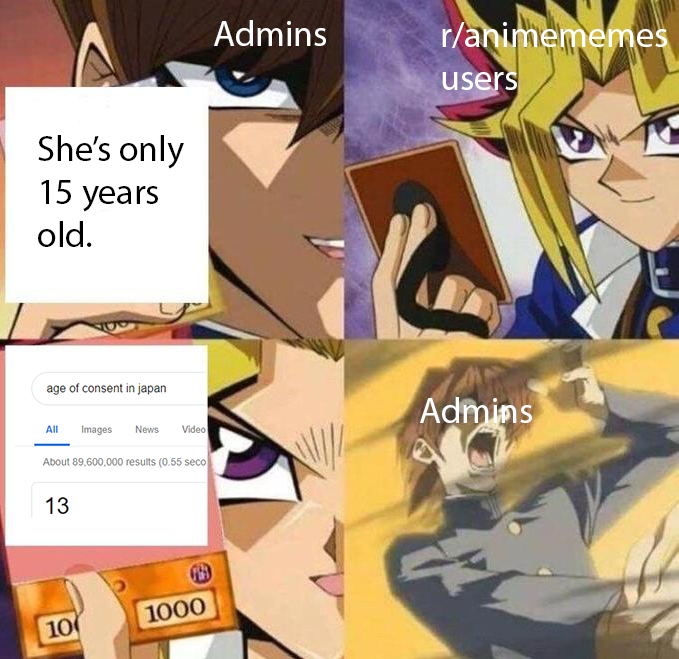 Admins
r/animememes
users
She's only
15 years
old.
age of consent in japan
All Images News Video
About 89,600,000 results (0.55 seco
13
1000
Admins